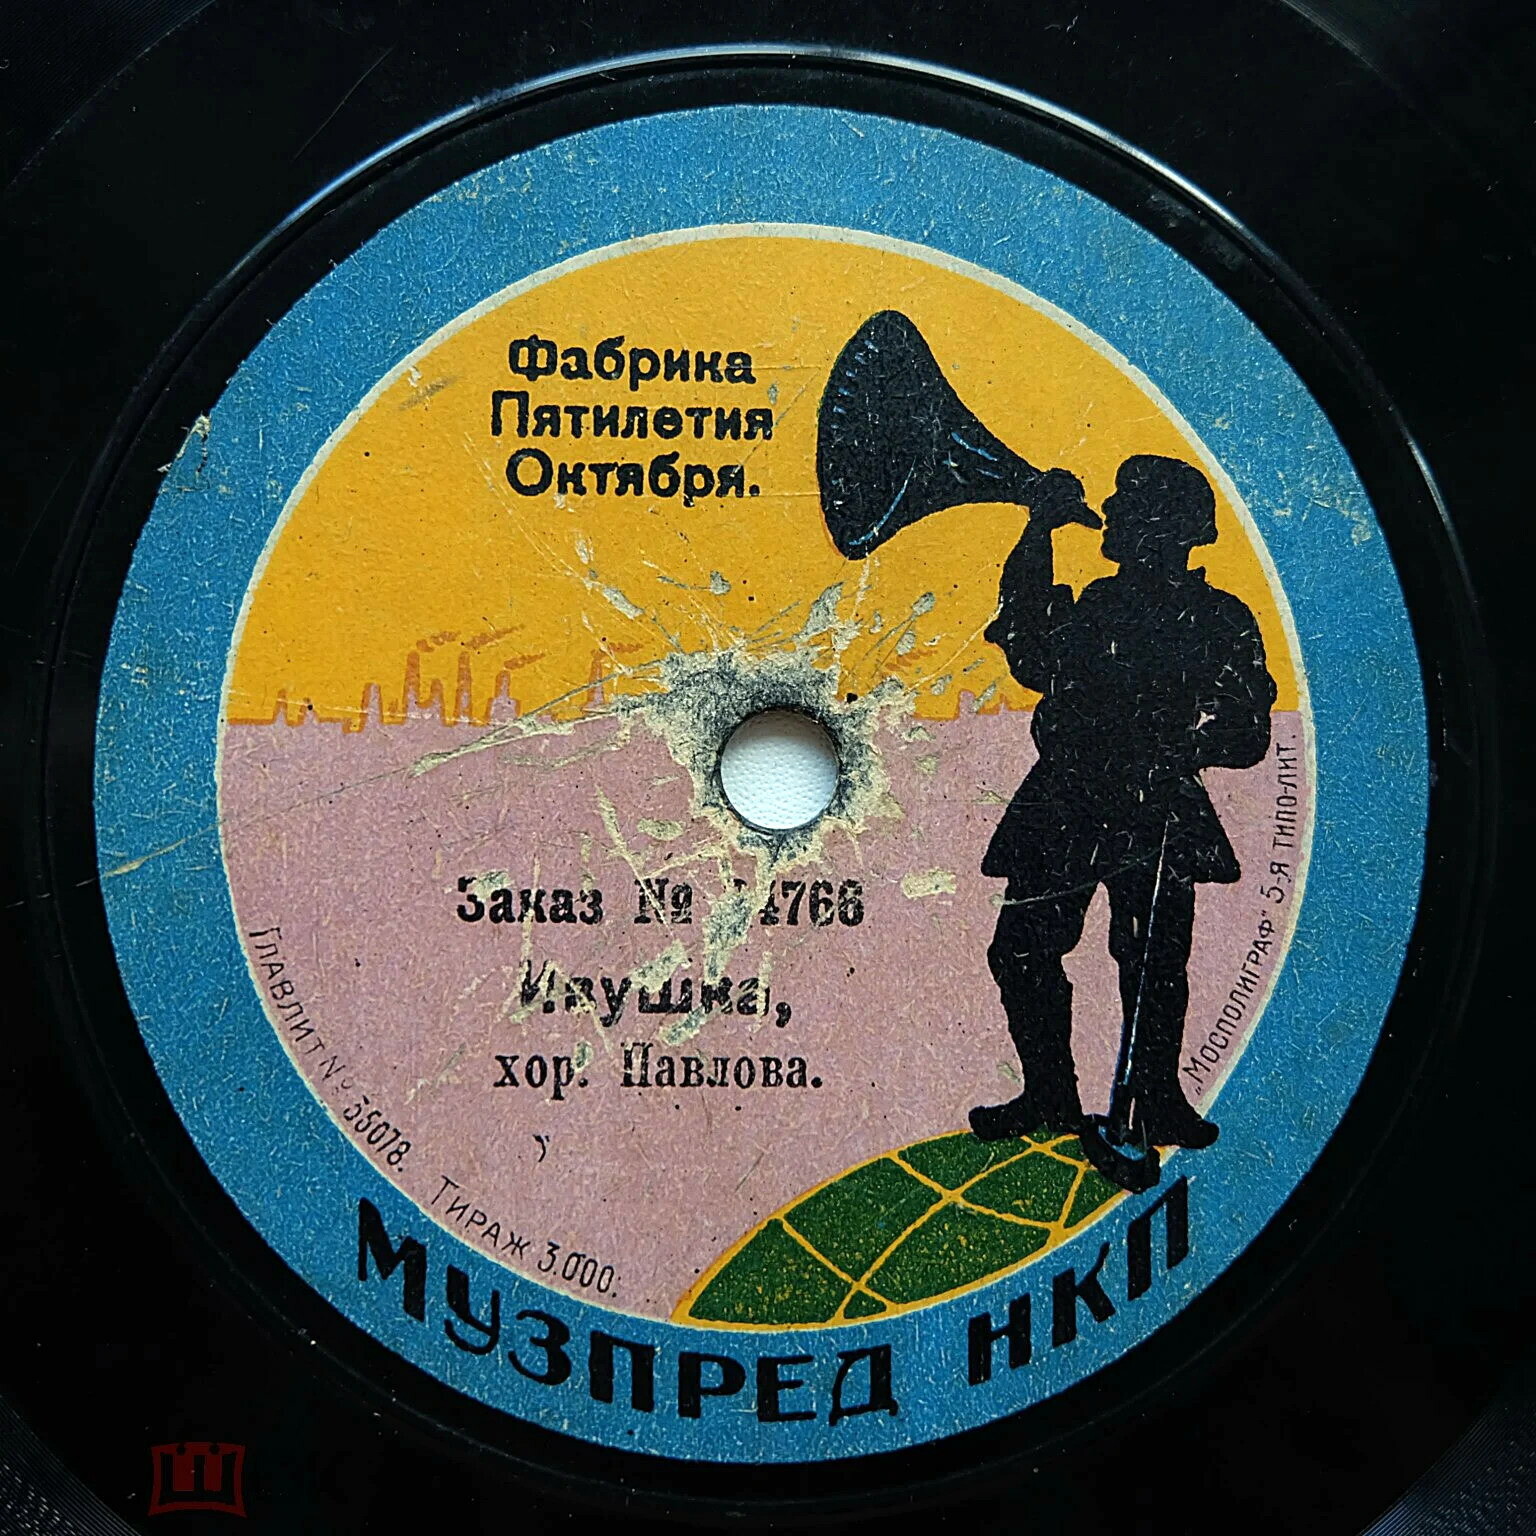 Фабрика
Пятилетия
Октября.
Заказ №
Ивушка,
хор. Павлова.
Главлит № 35078. Тираж 3.000.
„Мосполиграф" 5-я типо-лит.
МУЗПРЕД НКП